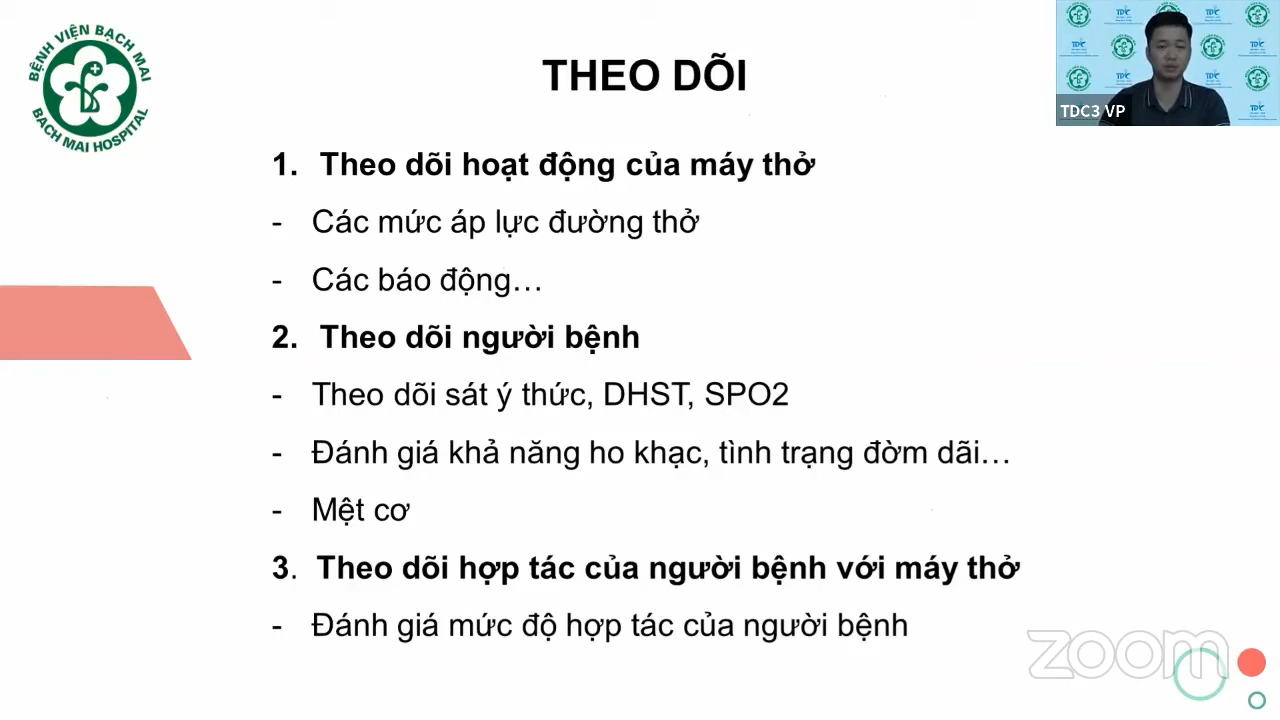 BỆNH VIỆN BẠCH MAI
BACH MAI HOSPITAL
THEO DÕI
TDC3 VP
1. Theo dõi hoạt động của máy thở
- Các mức áp lực đường thở
- Các báo động…
2. Theo dõi người bệnh
- Theo dõi sát ý thức, DHST, SPO2
- Đánh giá khả năng ho khạc, tình trạng đờm dãi…
- Mệt cơ
3. Theo dõi hợp tác của người bệnh với máy thở
- Đánh giá mức độ hợp tác của người bệnh
zoom